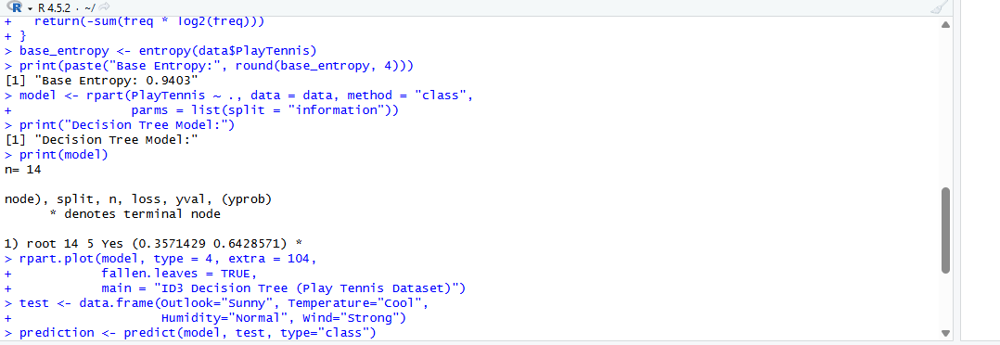 R 4.5.2 · ~/
+   return(-sum(freq * log2(freq)))
+ }
> base_entropy <- entropy(data$PlayTennis)
> print(paste("Base Entropy:", round(base_entropy, 4)))
[1] "Base Entropy: 0.9403"
> model <- rpart(PlayTennis ~ ., data = data, method = "class",
+                parms = list(split = "information"))
> print("Decision Tree Model:")
[1] "Decision Tree Model:"
> print(model)
n= 14
node), split, n, loss, yval, (yprob)
      * denotes terminal node
1) root 14 5 Yes (0.3571429 0.6428571) *
> rpart.plot(model, type = 4, extra = 104,
+            fallen.leaves = TRUE,
+            main = "ID3 Decision Tree (Play Tennis Dataset)")
> test <- data.frame(Outlook="Sunny", Temperature="Cool",
+                    Humidity="Normal", Wind="Strong")
> prediction <- predict(model, test, type="class")